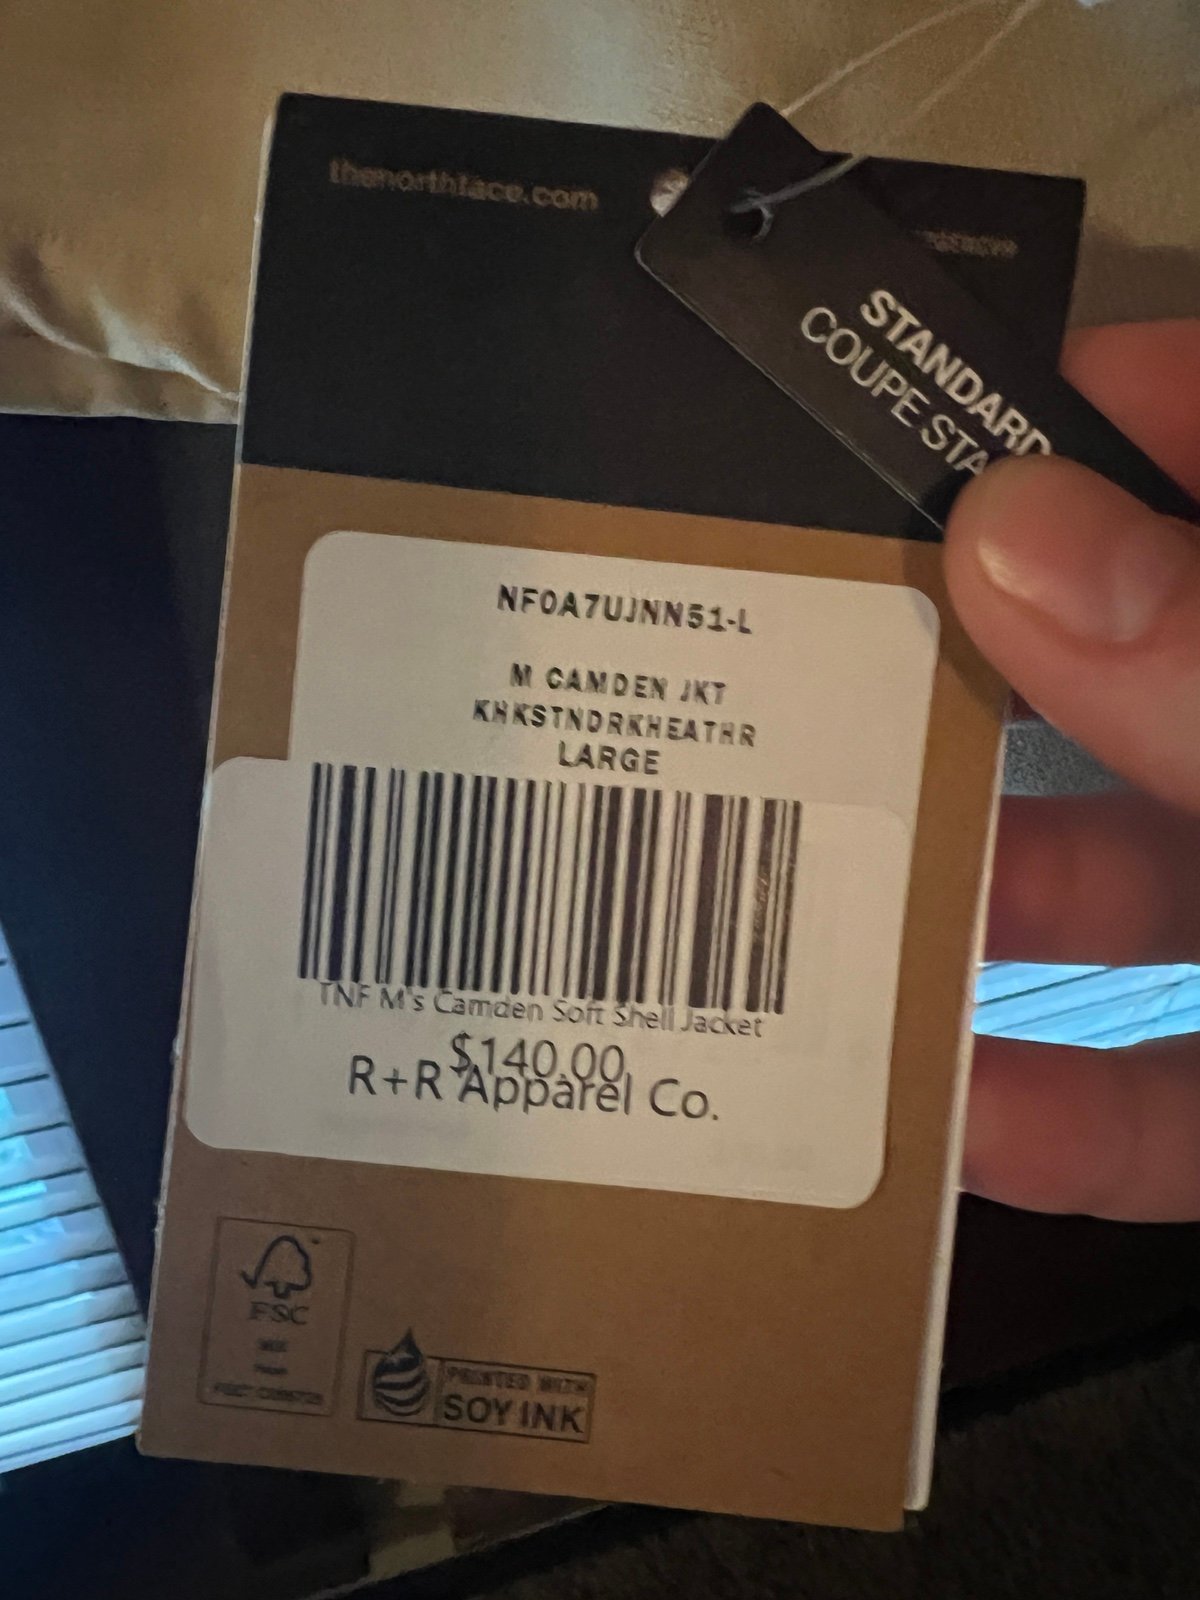 thenorthface.com
STANDARD
COUPE STA
NF0A7UJNN51-L
M CAMDEN JKT
KHKSTNDRKHEATHR
LARGE
TNF M's Camden Soft Shell Jacket
$140.00
R+R Apparel Co.
FSC
PRINTED WITH
SOY INK